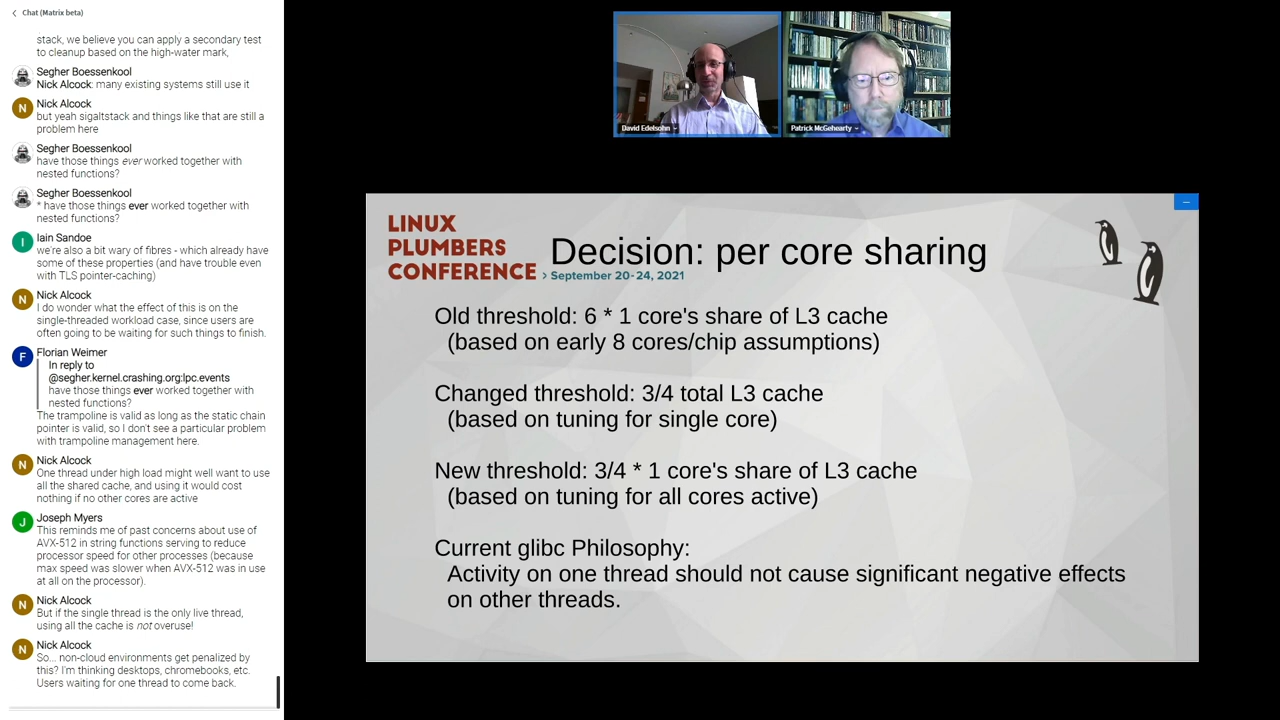 Chat (Matrix beta)
stack, we believe you can apply a secondary test
to cleanup based on the high-water mark,
Segher Boessenkool
Nick Alcock: many existing systems still use it
Nick Alcock
but yeah sigaltstack and things like that are still a
problem here
Segher Boessenkool
have those things ever worked together with
nested functions?
Segher Boessenkool
* have those things ever worked together with
nested functions?
I
Iain Sandoe
we're also a bit wary of fibres - which already have
some of these properties (and have trouble even
with TLS pointer-caching)
N
Nick Alcock
I do wonder what the effect of this is on the
single-threaded workload case, since users are
often going to be waiting for such things to finish.
F
Florian Weimer
In reply to
@segher.kernel.crashing.org:lpc.events
have those things ever worked together with
nested functions?
The trampoline is valid as long as the static chain
pointer is valid, so I don't see a particular problem
with trampoline management here.
N
Nick Alcock
One thread under high load might well want to use
all the shared cache, and using it would cost
nothing if no other cores are active
J
Joseph Myers
This reminds me of past concerns about use of
AVX-512 in string functions serving to reduce
processor speed for other processes (because
max speed was slower when AVX-512 was in use
at all on the processor).
N
Nick Alcock
But if the single thread is the only live thread,
using all the cache is not overuse!
N
Nick Alcock
So... non-cloud environments get penalized by
this? I'm thinking desktops, chromebooks, etc.
Users waiting for one thread to come back.
David Edelsohn
Patrick McGehearty
LINUX
PLUMBERS
CONFERENCE
> September 20-24, 2021
Decision: per core sharing
Old threshold: 6 * 1 core's share of L3 cache
(based on early 8 cores/chip assumptions)
Changed threshold: 3/4 total L3 cache
(based on tuning for single core)
New threshold: 3/4 * 1 core's share of L3 cache
(based on tuning for all cores active)
Current glibc Philosophy:
Activity on one thread should not cause significant negative effects
on other threads.